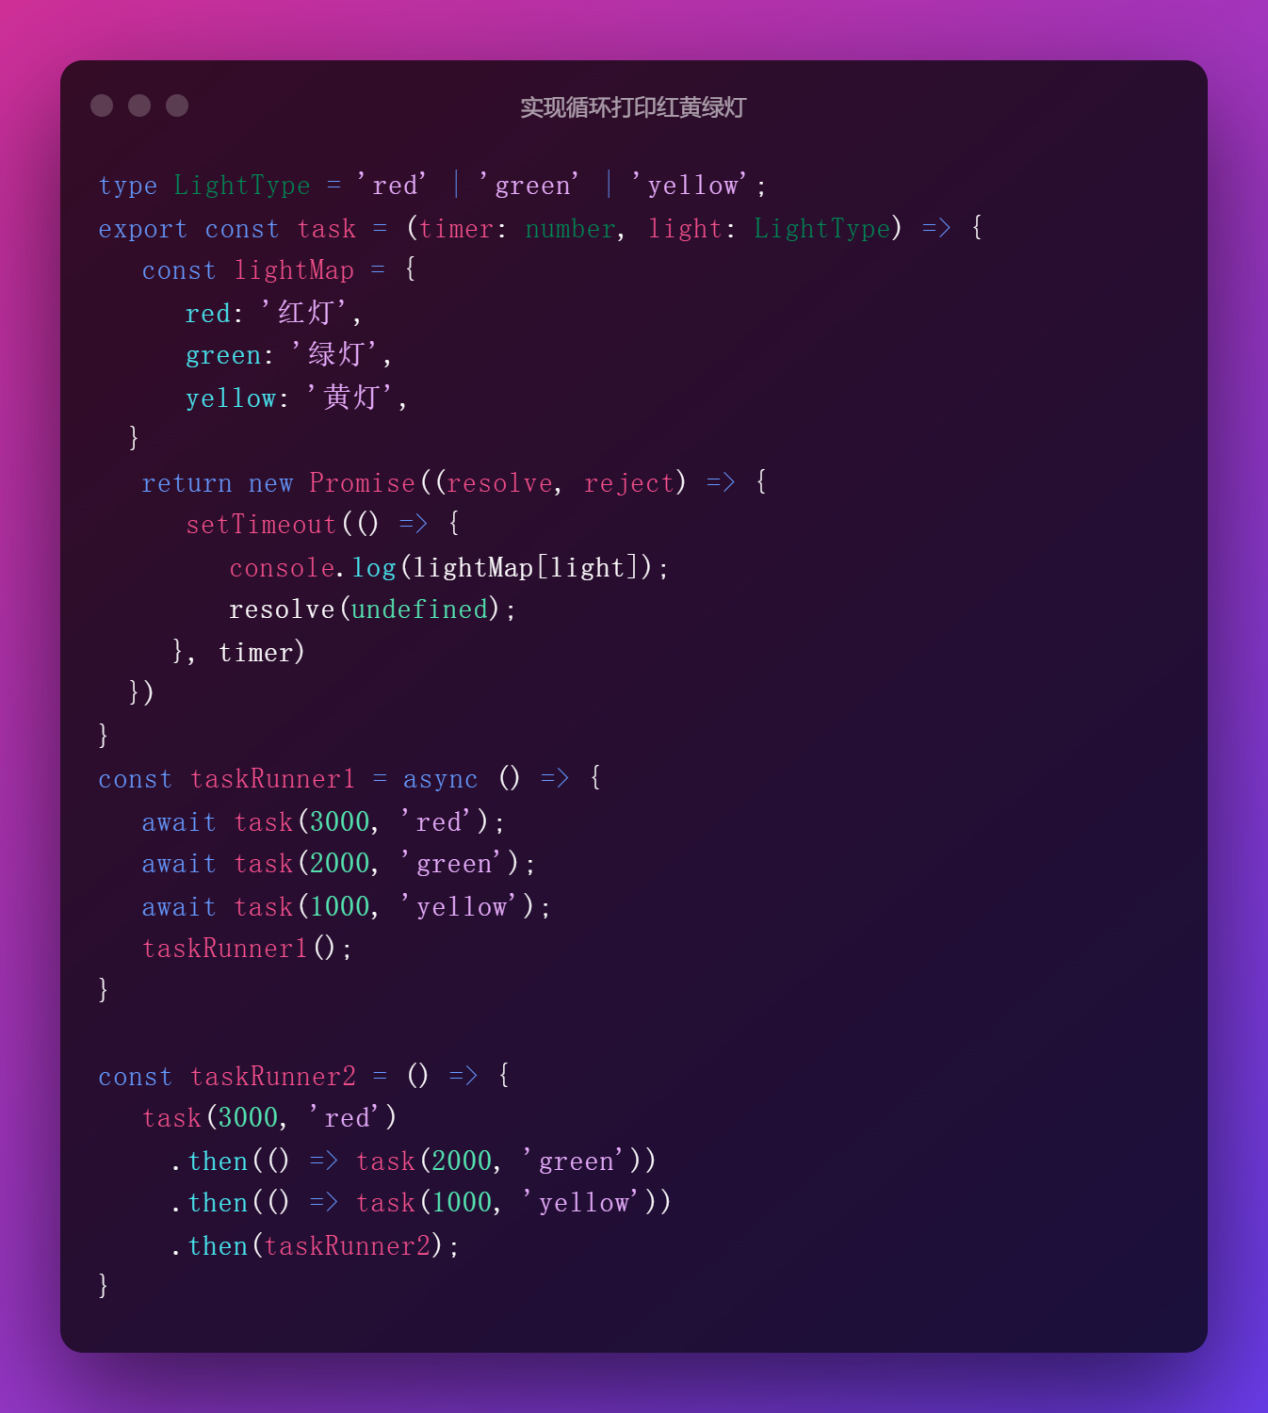 实现循环打印红黄绿灯
type LightType = 'red' | 'green' | 'yellow';
export const task = (timer: number, light: LightType) => {
   const lightMap = {
      red: '红灯',
      green: '绿灯',
      yellow: '黄灯',
  }
   return new Promise((resolve, reject) => {
      setTimeout(() => {
         console.log(lightMap[light]);
         resolve(undefined);
     }, timer)
  })
}
const taskRunner1 = async () => {
   await task(3000, 'red');
   await task(2000, 'green');
   await task(1000, 'yellow');
   taskRunner1();
}

const taskRunner2 = () => {
   task(3000, 'red')
     .then(() => task(2000, 'green'))
     .then(() => task(1000, 'yellow'))
     .then(taskRunner2);
}